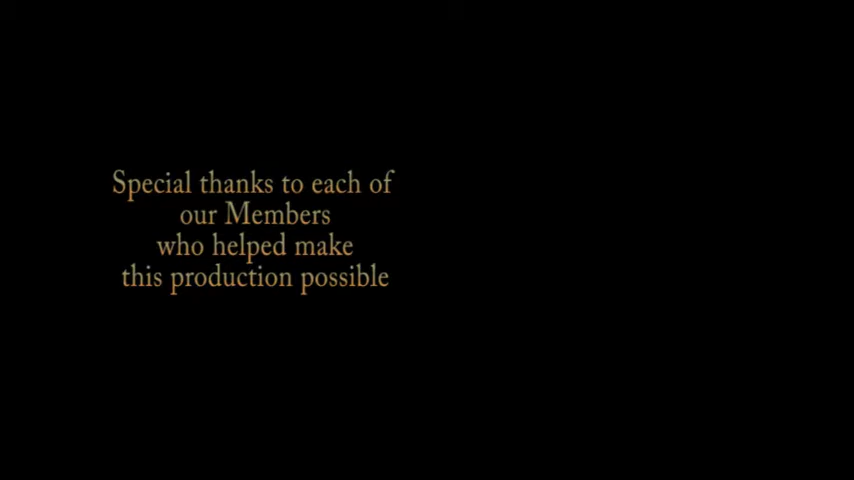 Special thanks to each of
our Members
who helped make
this production possible